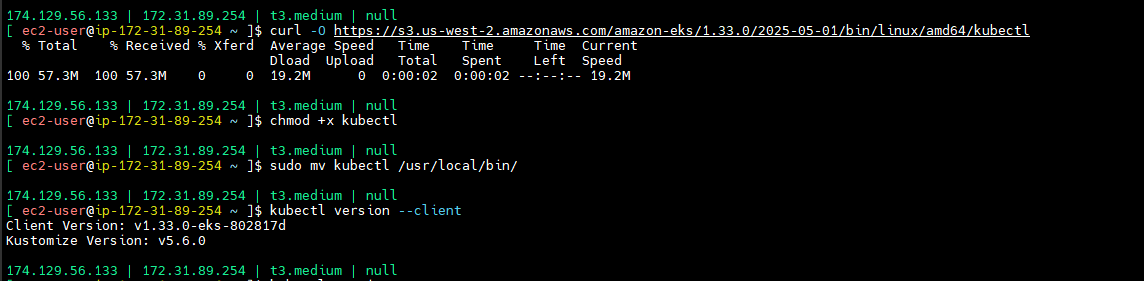 174.129.56.133 | 172.31.89.254 | t3.medium | null
[ ec2-user@ip-172-31-89-254 ~ ]$ curl -O https://s3.us-west-2.amazonaws.com/amazon-eks/1.33.0/2025-05-01/bin/linux/amd64/kubectl
% Total % Received % Xferd Average Speed Time Time Time Current
Dload Upload Total Spent Left Speed
100 57.3M 100 57.3M 0 0 19.2M 0 0:00:02 0:00:02 --:--:-- 19.2M
174.129.56.133 | 172.31.89.254 | t3.medium | null
[ ec2-user@ip-172-31-89-254 ~ ]$ chmod +x kubectl
174.129.56.133 | 172.31.89.254 | t3.medium | null
[ ec2-user@ip-172-31-89-254 ~ ]$ sudo mv kubectl /usr/local/bin/
174.129.56.133 | 172.31.89.254 | t3.medium | null
[ ec2-user@ip-172-31-89-254 ~ ]$ kubectl version --client
Client Version: v1.33.0-eks-802817d
Kustomize Version: v5.6.0
174.129.56.133 | 172.31.89.254 | t3.medium | null